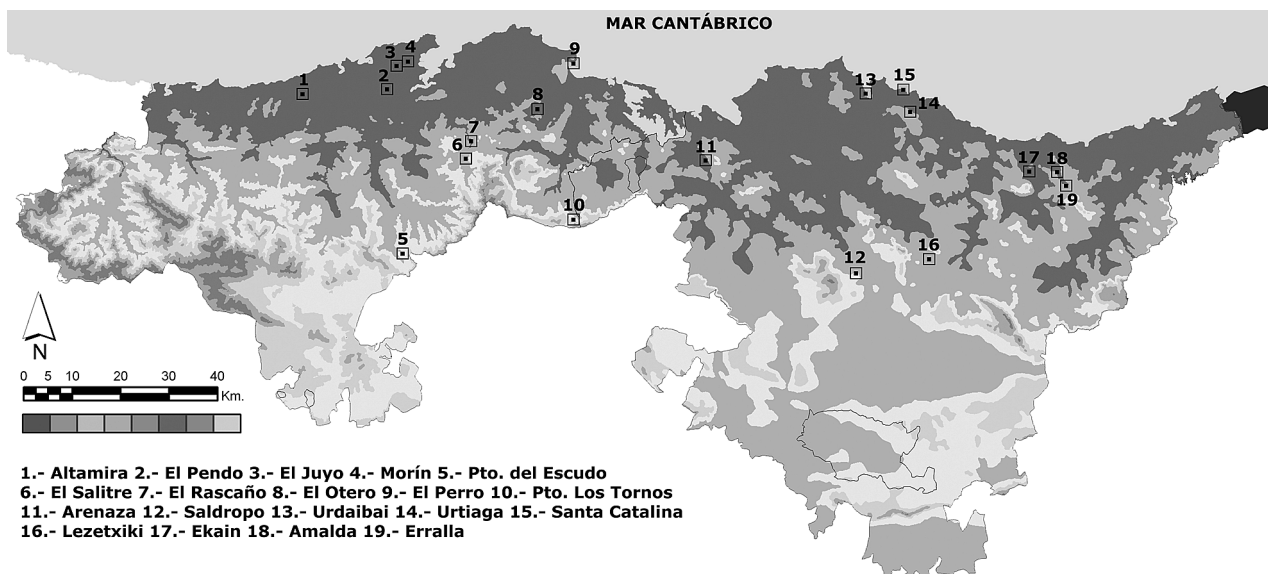 MAR CANTÁBRICO
1
2
3
4
5
6
7
8
9
10
11
12
13
14
15
16
17
18
19
N
0 5 10 20 30 40
Km.
1.- Altamira 2.- El Pendo 3.- El Juyo 4.- Morín 5.- Pto. del Escudo
6.- El Salitre 7.- El Rascaño 8.- El Otero 9.- El Perro 10.- Pto. Los Tornos
11.- Arenaza 12.- Saldropo 13.- Urdaibai 14.- Urtiaga 15.- Santa Catalina
16.- Lezetxiki 17.- Ekain 18.- Amalda 19.- Erralla